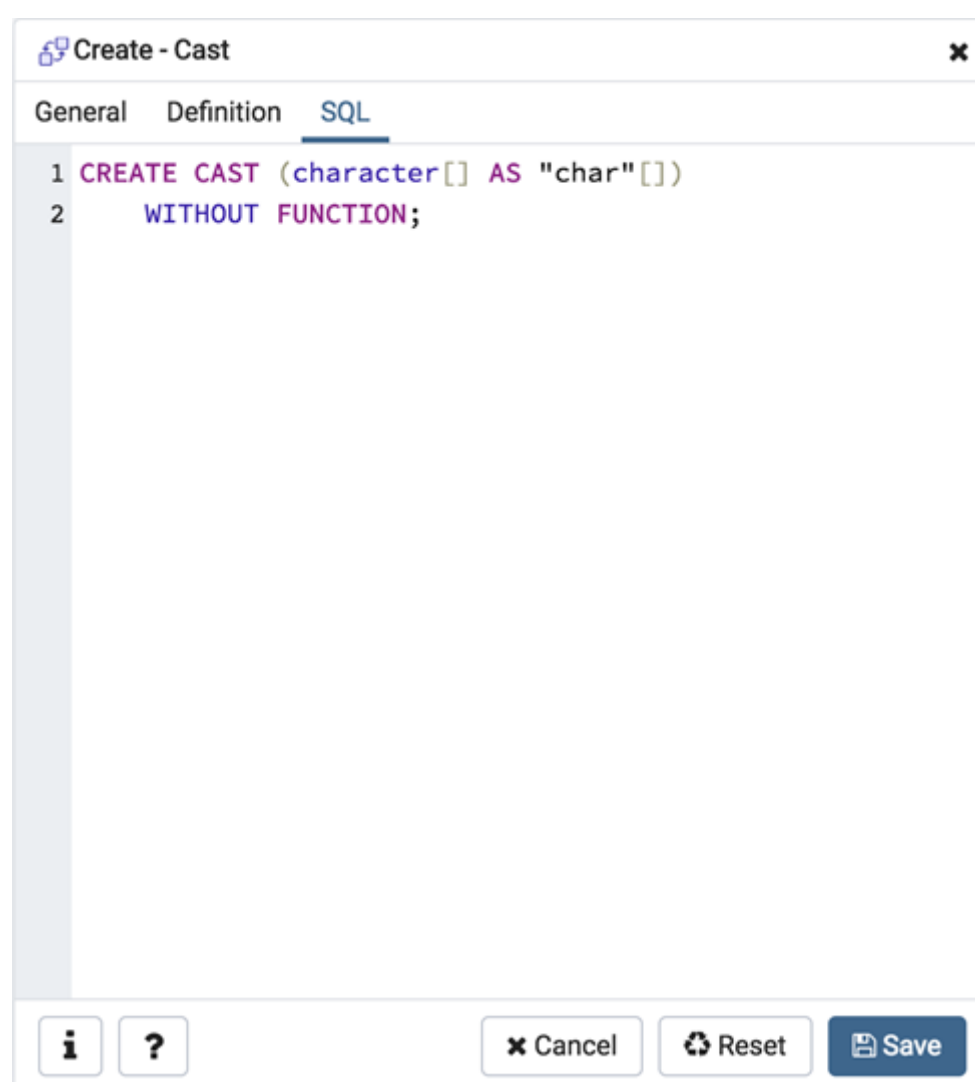 Create - Cast
General Definition SQL
1 CREATE CAST (character[] AS "char"[])
2 WITHOUT FUNCTION;
i ? Cancel Reset Save